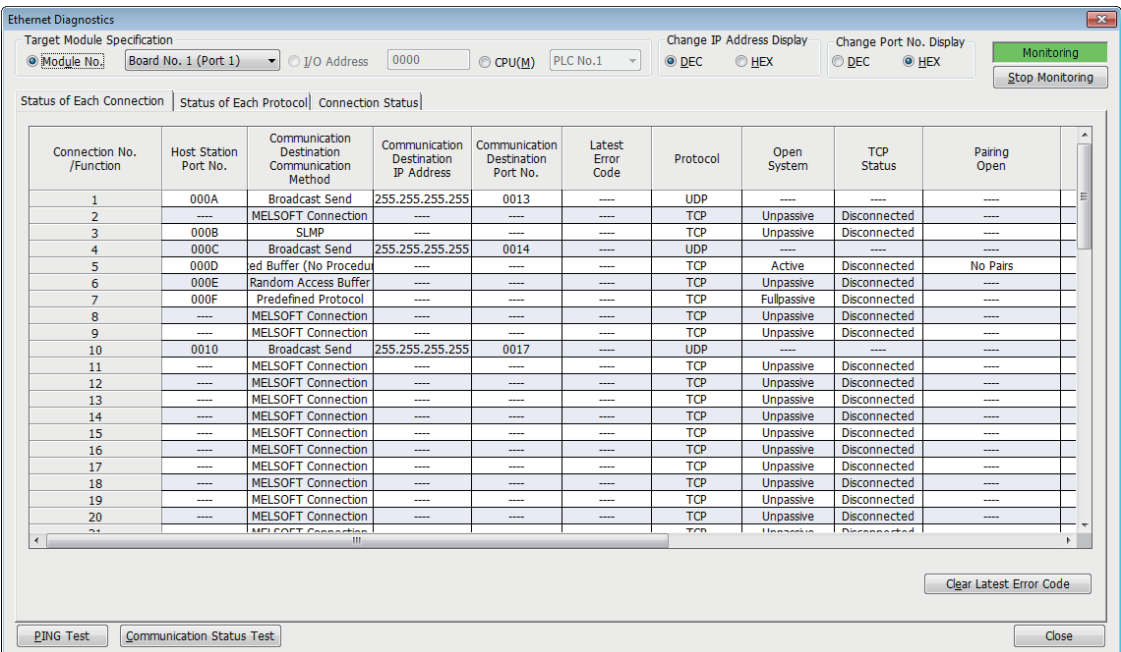 Ethernet Diagnostics
Target Module Specification
Module No. Board No. 1 (Port 1) I/O Address 0000 CPU(M) PLC No.1
Change IP Address Display
DEC HEX
Change Port No. Display
DEC HEX
Monitoring
Stop Monitoring
Status of Each Connection Status of Each Protocol Connection Status
Connection No. /Function Host Station Port No. Communication Destination Communication Method Communication Destination IP Address Communication Destination Port No. Latest Error Code Protocol Open System TCP Status Pairing Open
1 000A Broadcast Send 255.255.255.255 0013 ---- UDP ---- ---- ----
2 ---- MELSOFT Connection ---- ---- ---- TCP Unpassive Disconnected ----
3 000B SLMP ---- ---- ---- TCP Unpassive Disconnected ----
4 000C Broadcast Send 255.255.255.255 0014 ---- UDP ---- ---- ----
5 000D ed Buffer (No Procedu ---- ---- ---- TCP Active Disconnected No Pairs
6 000E Random Access Buffer ---- ---- ---- TCP Unpassive Disconnected ----
7 000F Predefined Protocol ---- ---- ---- TCP Fullpassive Disconnected ----
8 ---- MELSOFT Connection ---- ---- ---- TCP Unpassive Disconnected ----
9 ---- MELSOFT Connection ---- ---- ---- TCP Unpassive Disconnected ----
10 0010 Broadcast Send 255.255.255.255 0017 ---- UDP ---- ---- ----
11 ---- MELSOFT Connection ---- ---- ---- TCP Unpassive Disconnected ----
12 ---- MELSOFT Connection ---- ---- ---- TCP Unpassive Disconnected ----
13 ---- MELSOFT Connection ---- ---- ---- TCP Unpassive Disconnected ----
14 ---- MELSOFT Connection ---- ---- ---- TCP Unpassive Disconnected ----
15 ---- MELSOFT Connection ---- ---- ---- TCP Unpassive Disconnected ----
16 ---- MELSOFT Connection ---- ---- ---- TCP Unpassive Disconnected ----
17 ---- MELSOFT Connection ---- ---- ---- TCP Unpassive Disconnected ----
18 ---- MELSOFT Connection ---- ---- ---- TCP Unpassive Disconnected ----
19 ---- MELSOFT Connection ---- ---- ---- TCP Unpassive Disconnected ----
20 ---- MELSOFT Connection ---- ---- ---- TCP Unpassive Disconnected ----
Clear Latest Error Code
PING Test Communication Status Test Close